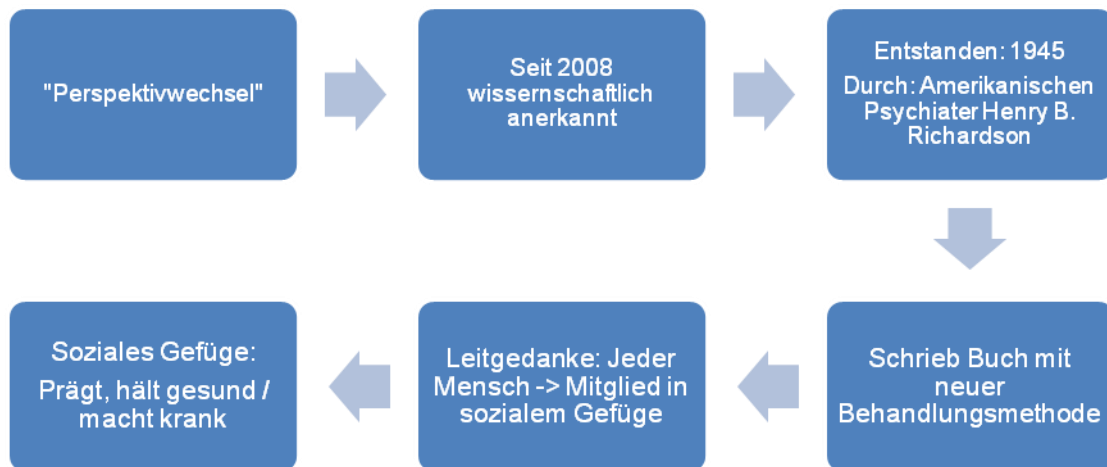 "Perspektivwechsel"
Seit 2008
wissernschaftlich
anerkannt
Entstanden: 1945
Durch: Amerikanischen
Psychiater Henry B.
Richardson
Schrieb Buch mit
neuer
Behandlungsmethode
Leitgedanke: Jeder
Mensch -> Mitglied in
sozialem Gefüge
Soziales Gefüge:
Prägt, hält gesund /
macht krank